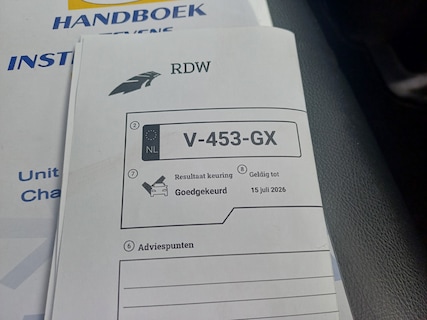 HANDBOEK
INST
RDW
2
NL
V-453-GX
7
Resultaat keuring
Goedgekeurd
8
Geldig tot
15 juli 2026
Unit
Cha
6
Adviespunten